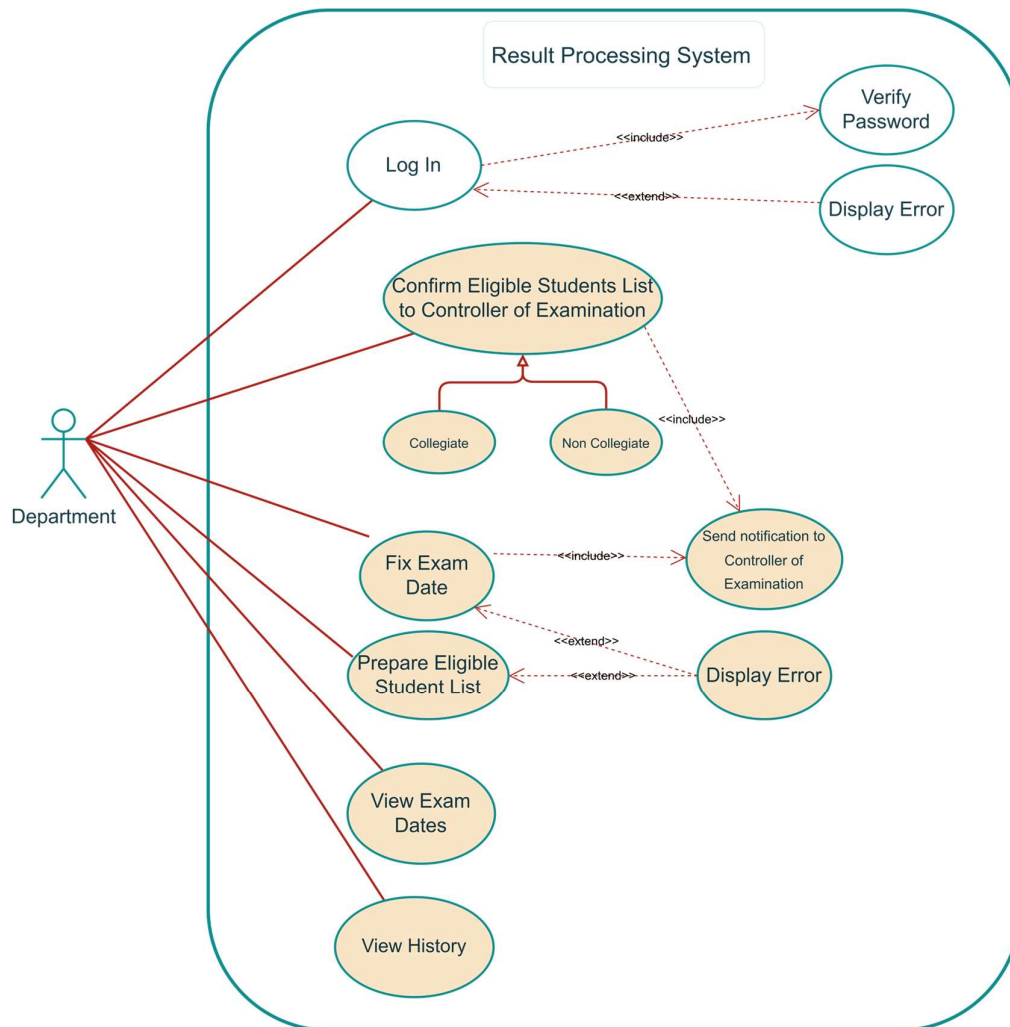 Result Processing System
Verify
Password
<<include>>
Log In
<<extend>>
Display Error
Confirm Eligible Students List
to Controller of Examination
<<include>>
Collegiate
Non Collegiate
Department
Send notification to
Controller of
Examination
<<include>>
Fix Exam
Date
<<extend>>
Prepare Eligible
Student List
<<extend>>
Display Error
View Exam
Dates
View History